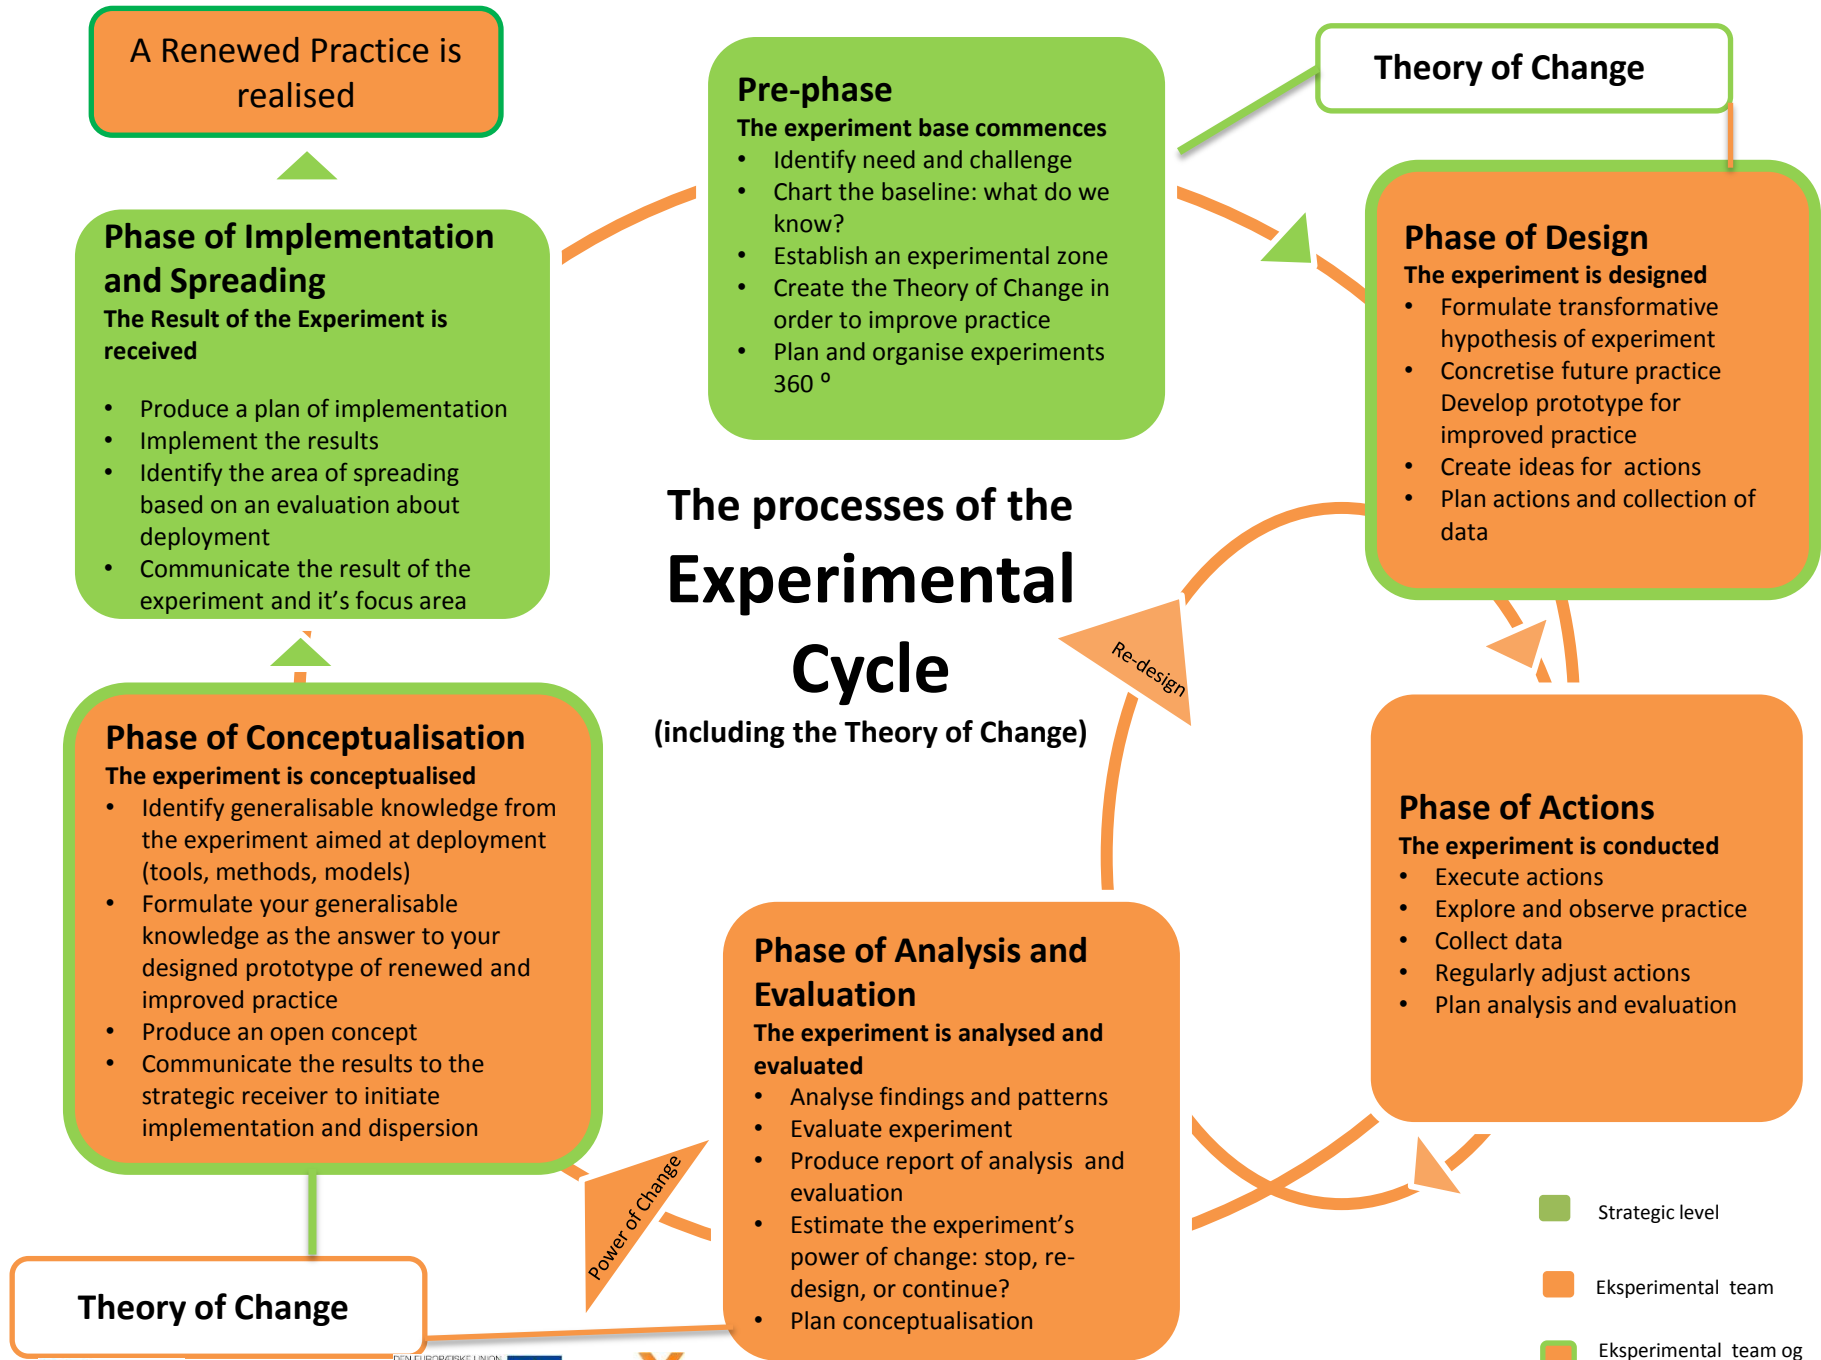 A Renewed Practice is
realised
Theory of Change
Pre-phase
The experiment base commences
• Identify need and challenge
• Chart the baseline: what do we
know?
• Establish an experimental zone
• Create the Theory of Change in
order to improve practice
• Plan and organise experiments
360 º
Phase of Design
The experiment is designed
• Formulate transformative
hypothesis of experiment
• Concretise future practice
Develop prototype for
improved practice
• Create ideas for actions
• Plan actions and collection of
data
Phase of Implementation
and Spreading
The Result of the Experiment is
received
• Produce a plan of implementation
• Implement the results
• Identify the area of spreading
based on an evaluation about
deployment
• Communicate the result of the
experiment and it's focus area
The processes of the
Experimental
Cycle
(including the Theory of Change)
Re-design
Phase of Actions
The experiment is conducted
• Execute actions
• Explore and observe practice
• Collect data
• Regularly adjust actions
• Plan analysis and evaluation
Phase of Conceptualisation
The experiment is conceptualised
• Identify generalisable knowledge from
the experiment aimed at deployment
(tools, methods, models)
• Formulate your generalisable
knowledge as the answer to your
designed prototype of renewed and
improved practice
• Produce an open concept
• Communicate the results to the
strategic receiver to initiate
implementation and dispersion
Phase of Analysis and
Evaluation
The experiment is analysed and
evaluated
• Analyse findings and patterns
• Evaluate experiment
• Produce report of analysis and
evaluation
• Estimate the experiment's
power of change: stop, re-
design, or continue?
• Plan conceptualisation
Power of Change
Theory of Change
Strategic level
Eksperimental team
Eksperimental team og
DEN EUROPÆISKE UNION